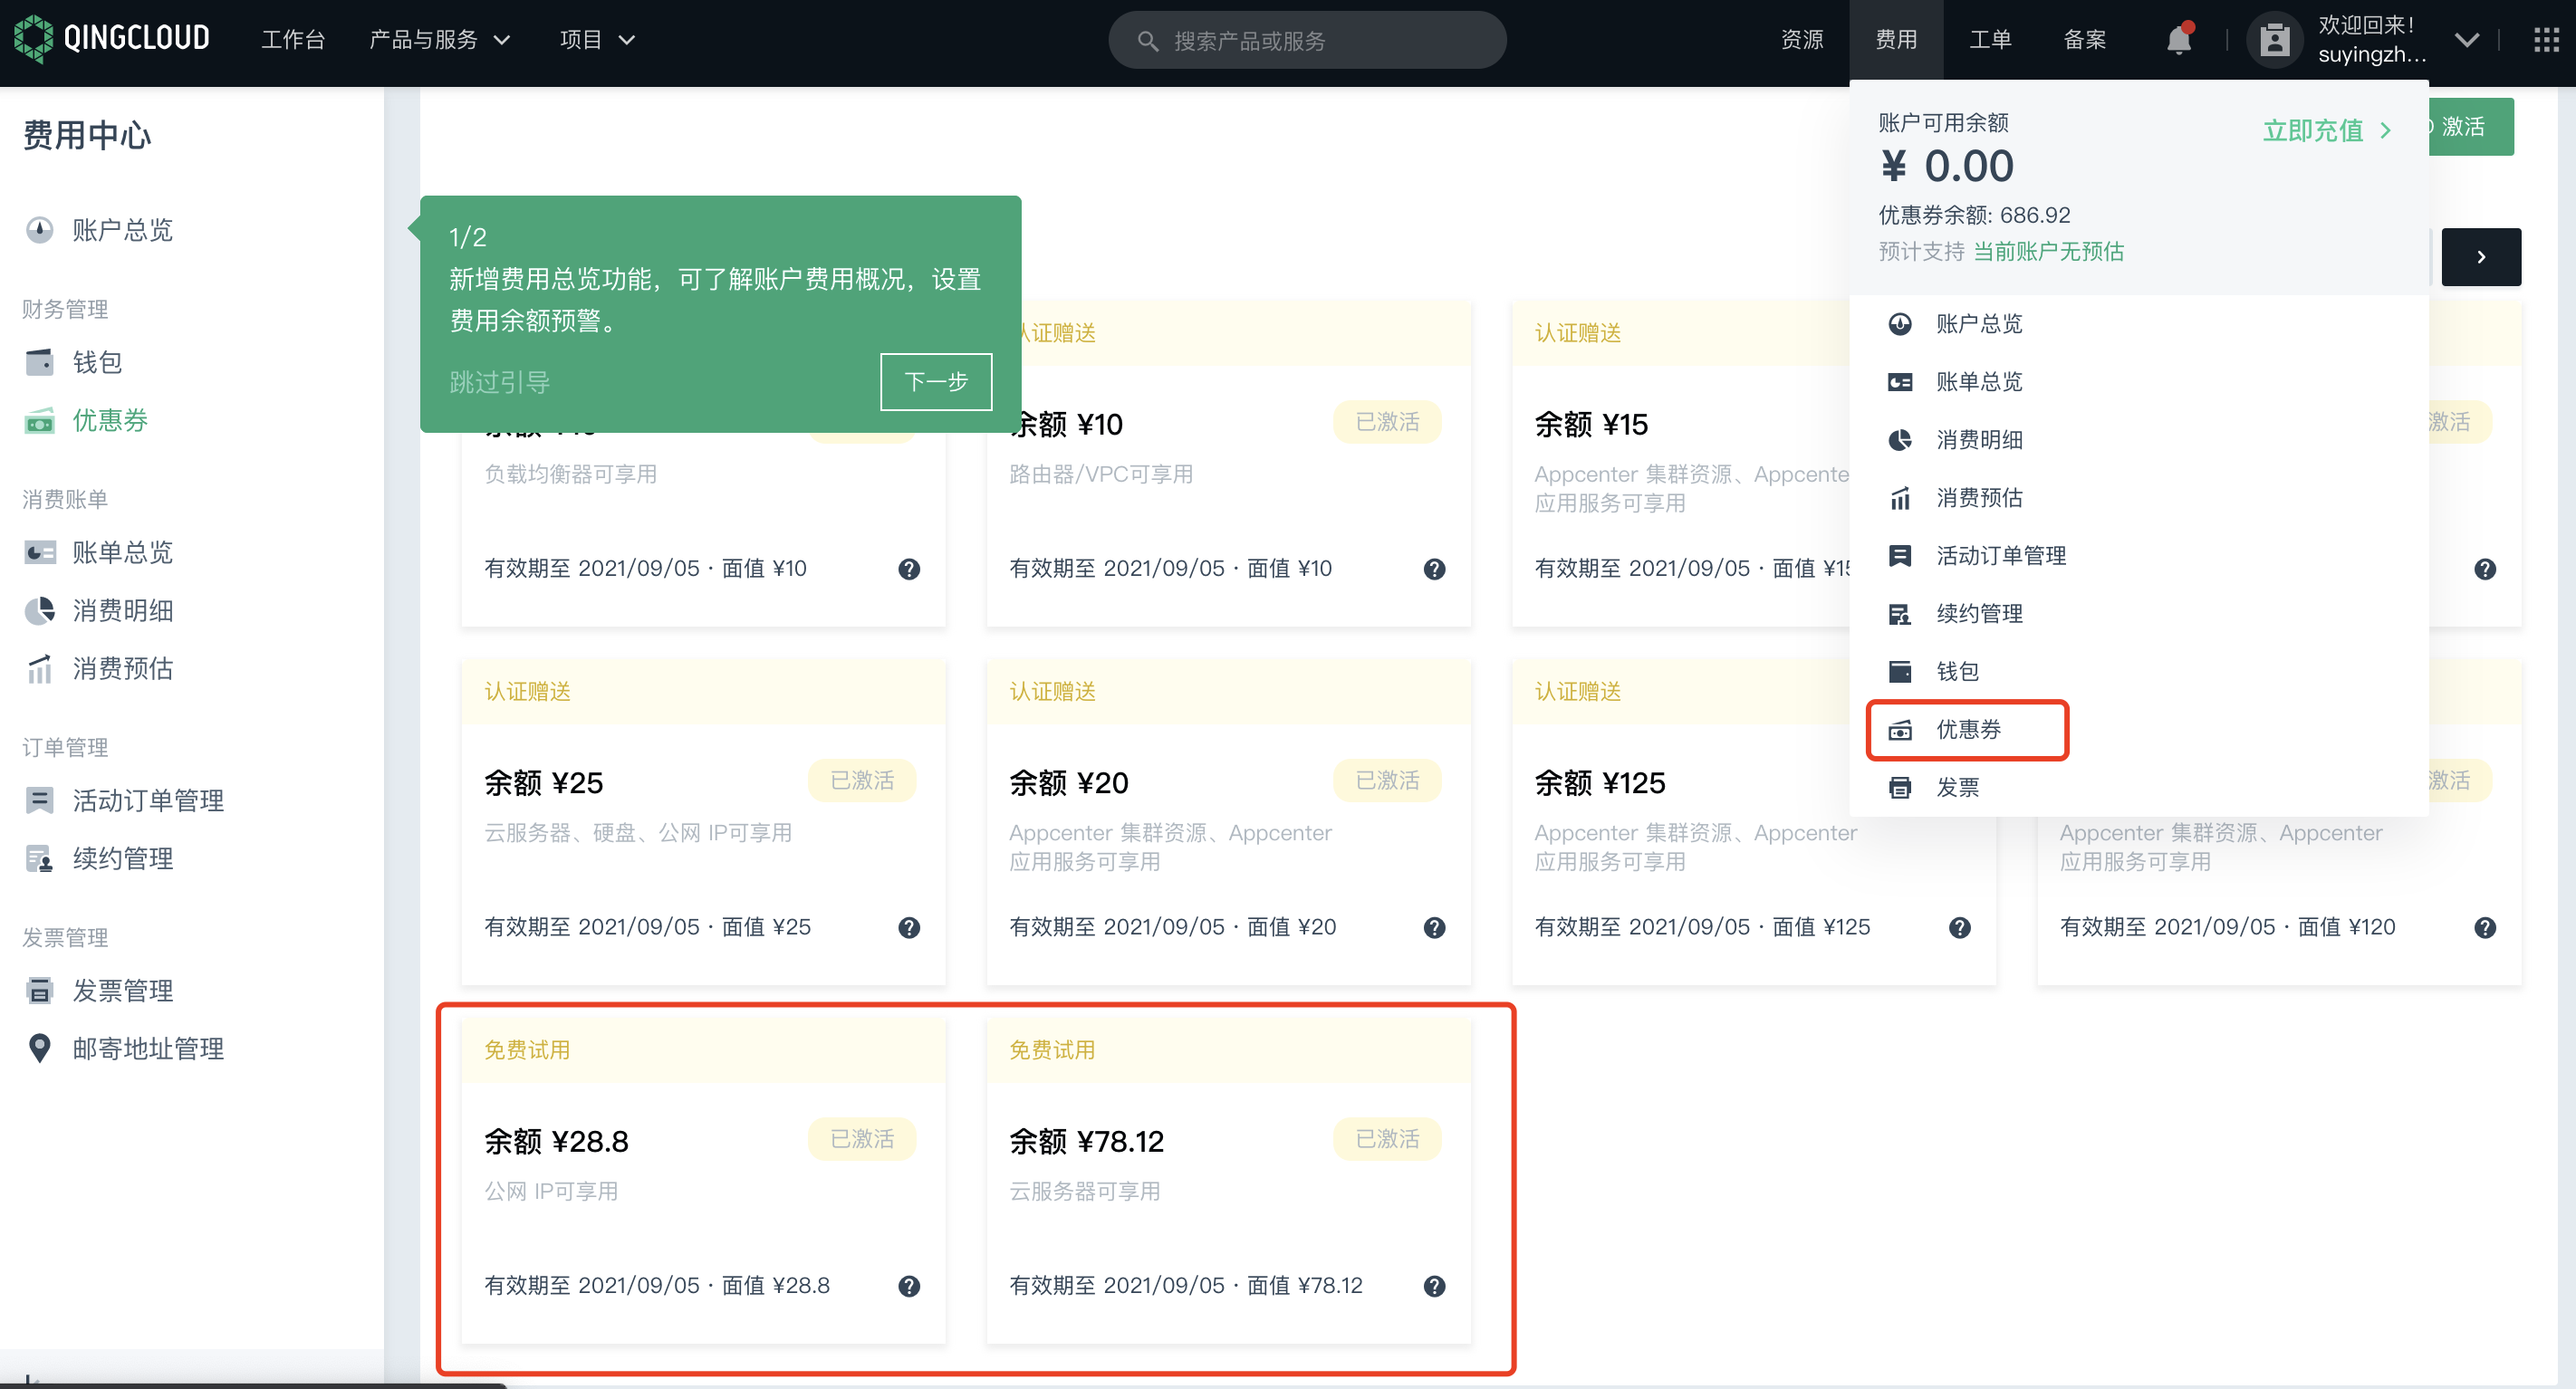 QINGCLOUD
工作台
产品与服务
项目
搜索产品或服务
资源
费用
工单
备案
欢迎回来!
suyingzh...
费用中心
账户总览
财务管理
钱包
优惠券
消费账单
账单总览
消费明细
消费预估
订单管理
活动订单管理
续约管理
发票管理
发票管理
邮寄地址管理
1/2
新增费用总览功能，可了解账户费用概况，设置
费用余额预警。
跳过引导
下一步
账户可用余额
¥ 0.00
立即充值
优惠券余额: 686.92
预计支持 当前账户无预估
账户总览
账单总览
消费明细
消费预估
活动订单管理
续约管理
钱包
优惠券
发票
激活
负载均衡器可享用
有效期至 2021/09/05 · 面值 ¥10
认证赠送
余额 ¥10
已激活
路由器/VPC可享用
有效期至 2021/09/05 · 面值 ¥10
认证赠送
余额 ¥15
Appcenter 集群资源、Appcente
应用服务可享用
有效期至 2021/09/05 · 面值 ¥15
激活
认证赠送
余额 ¥25
已激活
云服务器、硬盘、公网 IP可享用
有效期至 2021/09/05 · 面值 ¥25
认证赠送
余额 ¥20
已激活
Appcenter 集群资源、Appcenter
应用服务可享用
有效期至 2021/09/05 · 面值 ¥20
认证赠送
余额 ¥125
Appcenter 集群资源、Appcenter
应用服务可享用
有效期至 2021/09/05 · 面值 ¥125
激活
Appcenter 集群资源、Appcenter
应用服务可享用
有效期至 2021/09/05 · 面值 ¥120
免费试用
余额 ¥28.8
已激活
公网 IP可享用
有效期至 2021/09/05 · 面值 ¥28.8
免费试用
余额 ¥78.12
已激活
云服务器可享用
有效期至 2021/09/05 · 面值 ¥78.12